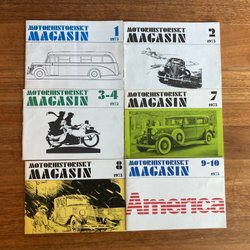 MOTORHISTORISKT
MAGASIN
1
1973
MOTORHISTORISKT
MAGASIN
2
1973
MOTORHISTORISKT
MAGASIN
3-4
1973
MOTORHISTORISKT
MAGASIN
7
1973
MOTORHISTORISKT
MAGASIN
8
1973
MOTORHISTORISKT
MAGASIN
9-10
1973
America